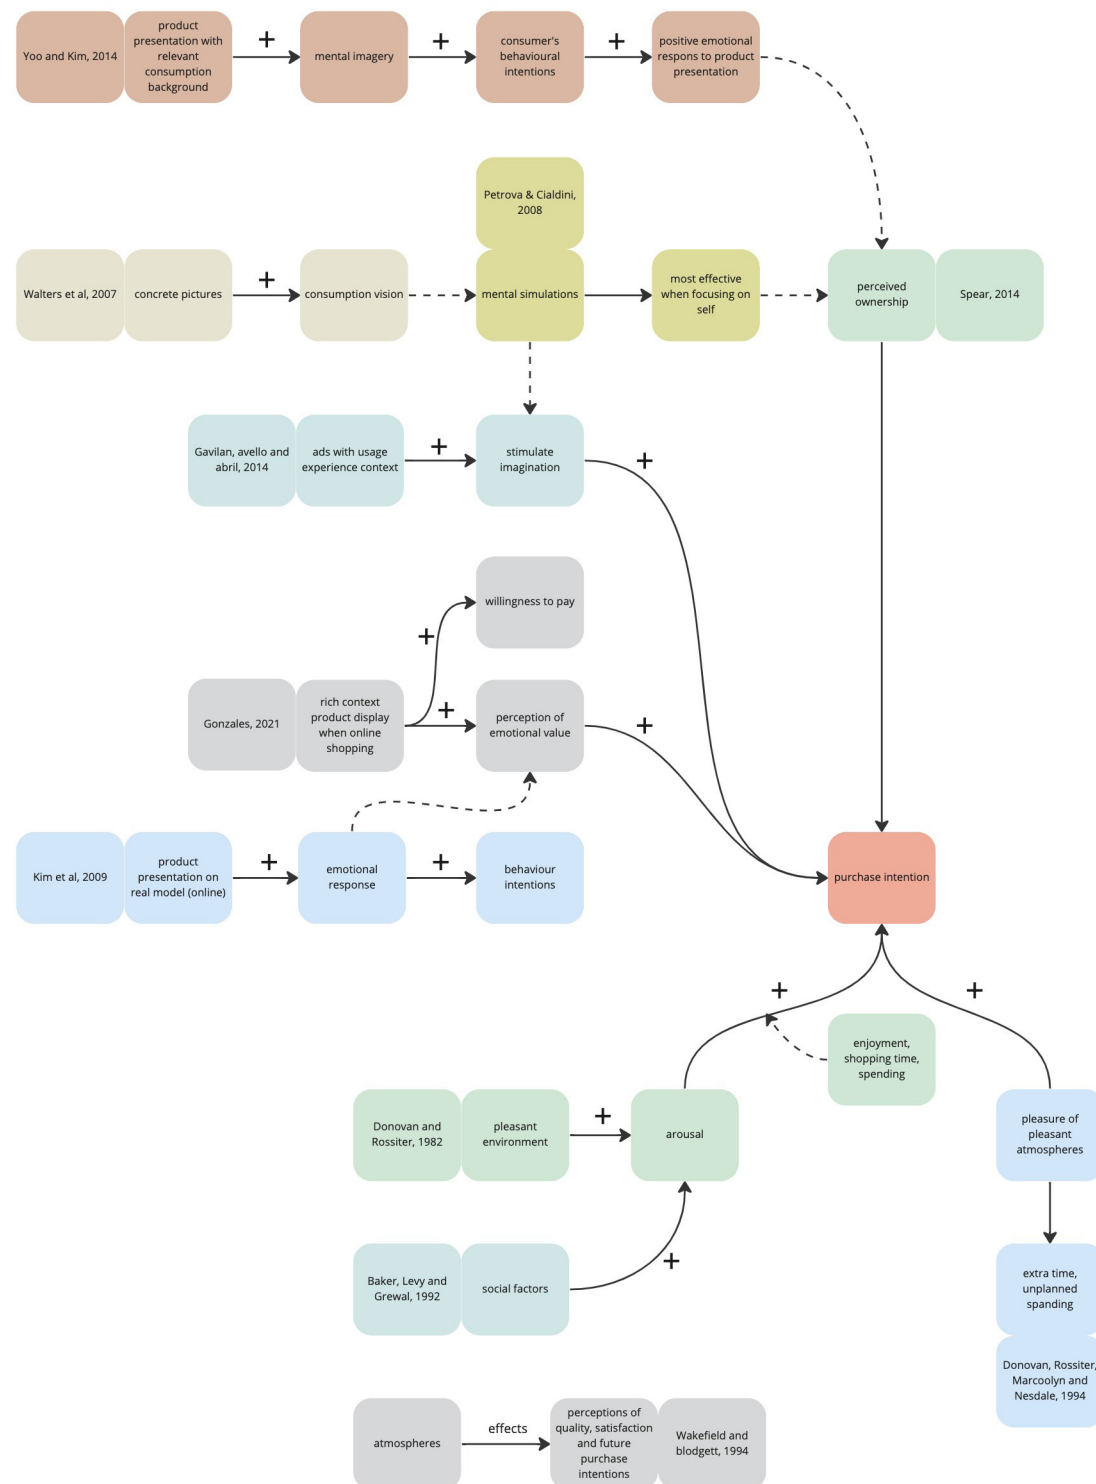 Yoo and Kim, 2014
product
presentation with
relevant
consumption
background
+
mental imagery
+
consumer's
behavioural
intentions
+
positive emotional
respons to product
presentation
Petrova & Cialdini,
2008
Walters et al, 2007
concrete pictures
+
consumption vision
mental simulations
most effective
when focusing on
self
perceived
ownership
Spear, 2014
Gavilan, avello and
abril, 2014
ads with usage
experience context
+
stimulate
imagination
+
willingness to pay
+
Gonzales, 2021
rich context
product display
when online
shopping
+
perception of
emotional value
+
Kim et al, 2009
product
presentation on
real model (online)
+
emotional
response
+
behaviour
intentions
purchase intention
+
+
enjoyment,
shopping time,
spending
Donovan and
Rossiter, 1982
pleasant
environment
+
arousal
pleasure of
pleasant
atmospheres
Baker, Levy and
Grewal, 1992
social factors
+
extra time,
unplanned
spanding
Donovan, Rossiter,
Marcoolyn and
Nesdale, 1994
atmospheres
effects
perceptions of
quality, satisfaction
and future
purchase
intentions
Wakefield and
blodgett, 1994